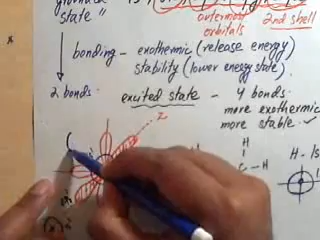 state"
outermost orbitals
2nd shell
bonding - exothermic (release energy)
stability (lower energy state).
2 bonds.
excited state - 4 bonds.
more exothermic
more stable ✓
z
H
C - H
H - 1s